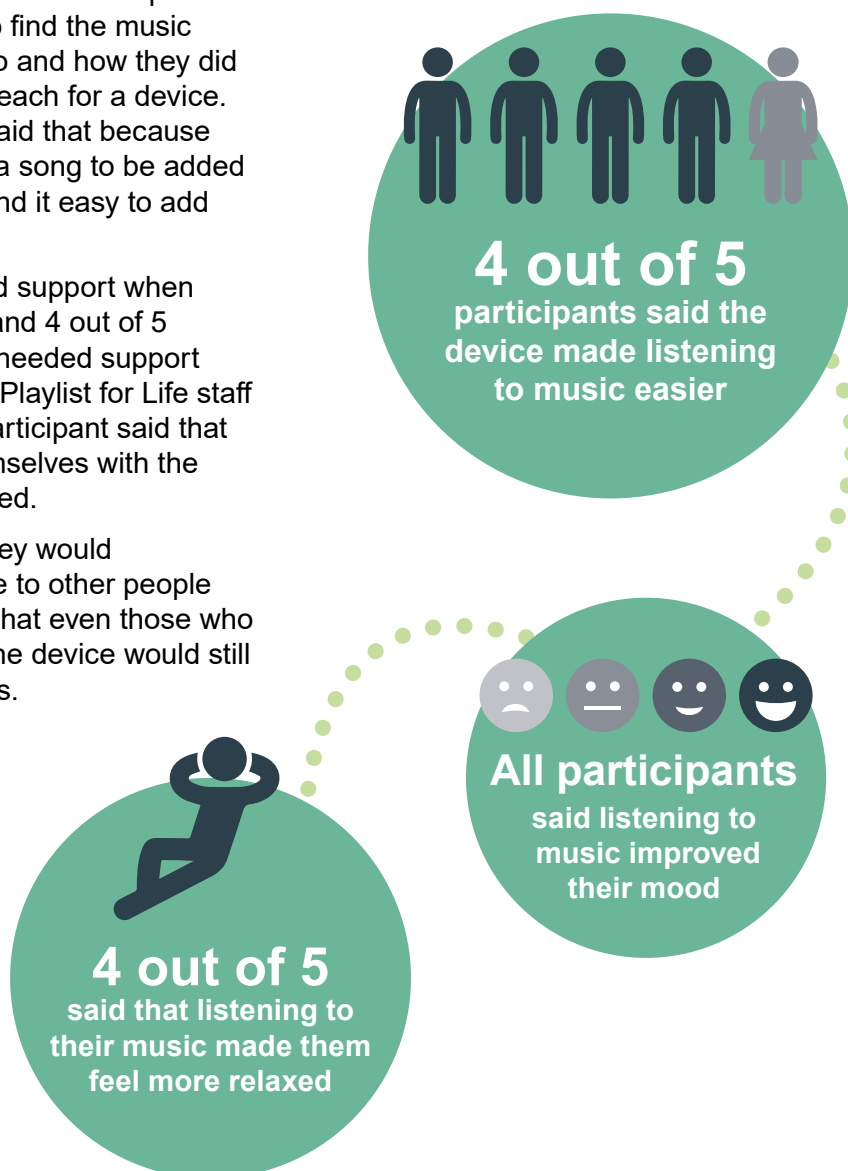 o find the music
o and how they did
each for a device.
aid that because
a song to be added
nd it easy to add
d support when
and 4 out of 5
needed support
Playlist for Life staff
articipant said that
mselves with the
ed.
ey would
e to other people
that even those who
he device would still
s.
4 out of 5
participants said the
device made listening
to music easier
All participants
said listening to
music improved
their mood
4 out of 5
said that listening to
their music made them
feel more relaxed